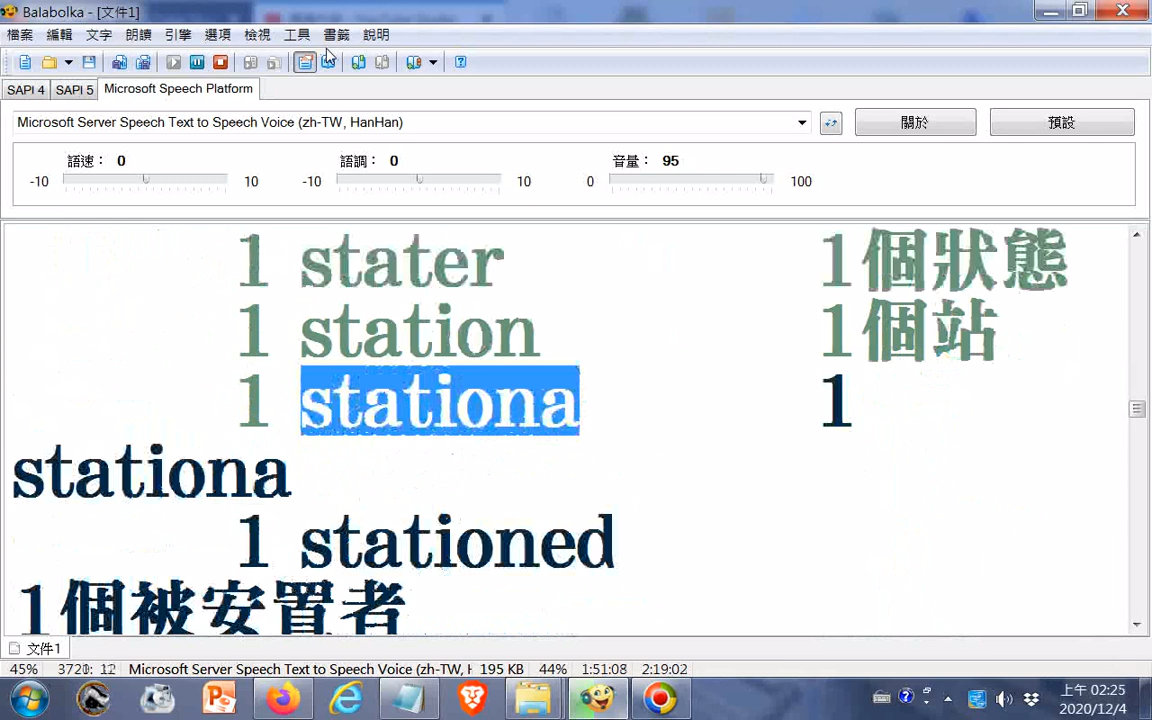 Balabolka - [文件1]
檔案 編輯 文字 朗讀 引擎 選項 檢視 工具 書籤 說明
SAPI 4 SAPI 5 Microsoft Speech Platform
Microsoft Server Speech Text to Speech Voice (zh-TW, HanHan) 關於 預設
語速： 0 語調： 0 音量： 95
-10 10 -10 10 0 100
1 stater 1個狀態
1 station 1個站
1 stationa 1
stationa
1 stationed
1個被安置者
文件1
45% 3720: 12 Microsoft Server Speech Text to Speech Voice (zh-TW, H 195 KB 44% 1:51:08 2:19:02
上午 02:25
2020/12/4